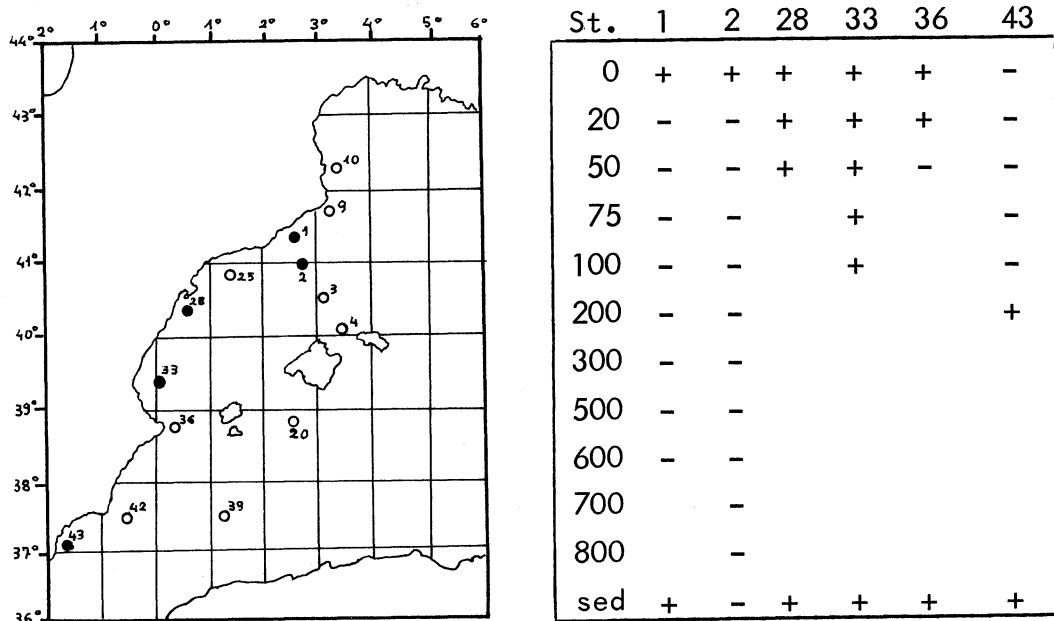 2° 1° 0° 1° 2° 3° 4° 5° 6°
44°
43°
42°
41°
40°
39°
38°
37°
36°
10
9
1
2
25
3
28
4
33
36
20
42
39
43
St. 1 2 28 33 36 43
0 + + + + + -
20 - - + + + -
50 - - + + - -
75 - - + -
100 - - + -
200 - - +
300 - -
500 - -
600 - -
700 -
800 -
sed + - + + + +